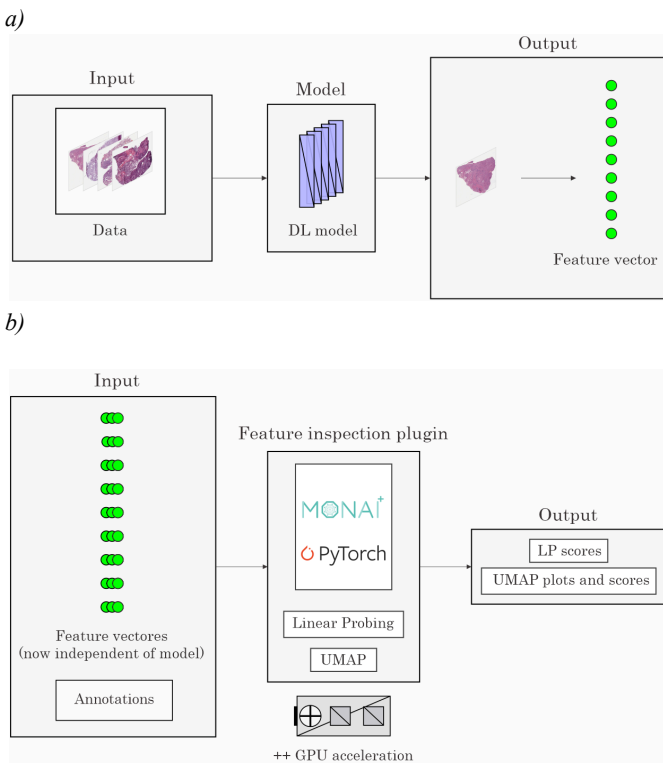 a)
Input
Data
Model
DL model
Output
Feature vector
b)
Input
Feature vectores
(now independent of model)
Annotations
Feature inspection plugin
MONAI
PyTorch
Linear Probing
UMAP
++ GPU acceleration
Output
LP scores
UMAP plots and scores